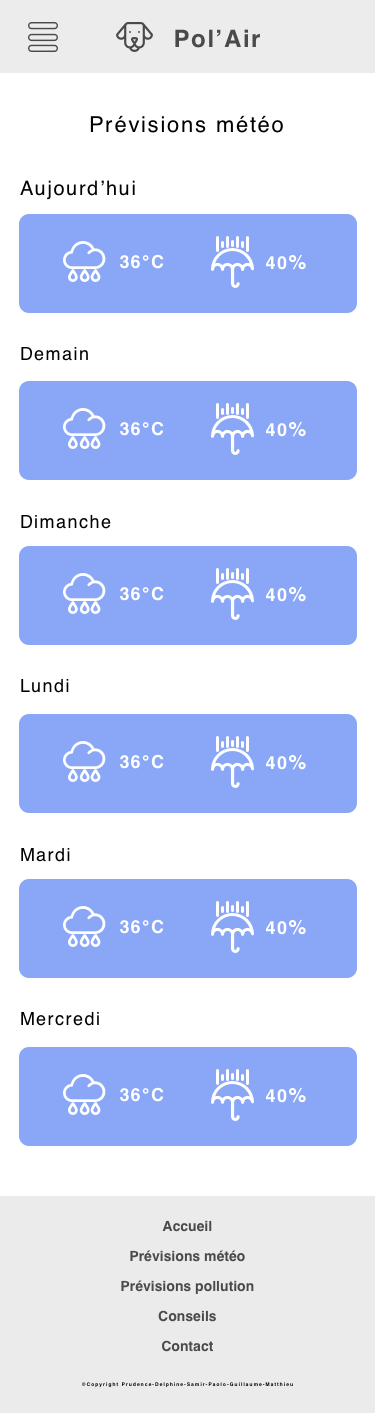 Pol’Air
Prévisions météo
Aujourd’hui
36°C 40%
Demain
36°C 40%
Dimanche
36°C 40%
Lundi
36°C 40%
Mardi
36°C 40%
Mercredi
36°C 40%
Accueil
Prévisions météo
Prévisions pollution
Conseils
Contact
©Copyright Prudence-Delphine-Samir-Paolo-Guillaume-Matthieu